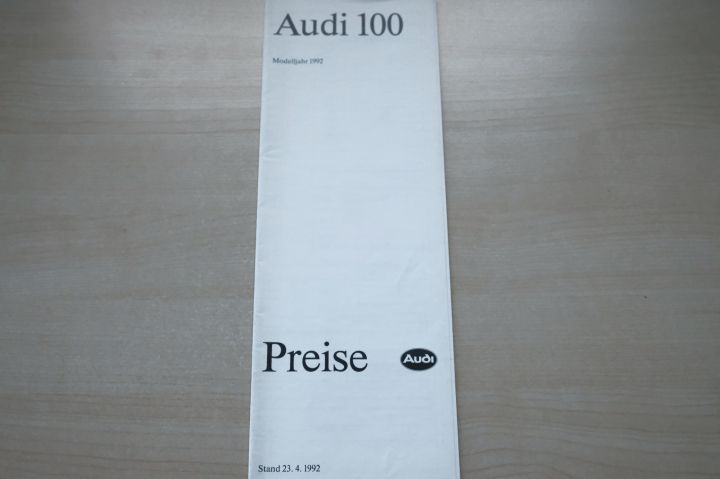 Audi 100
Modelljahr 1992
Preise
Audi
Stand 23. 4. 1992